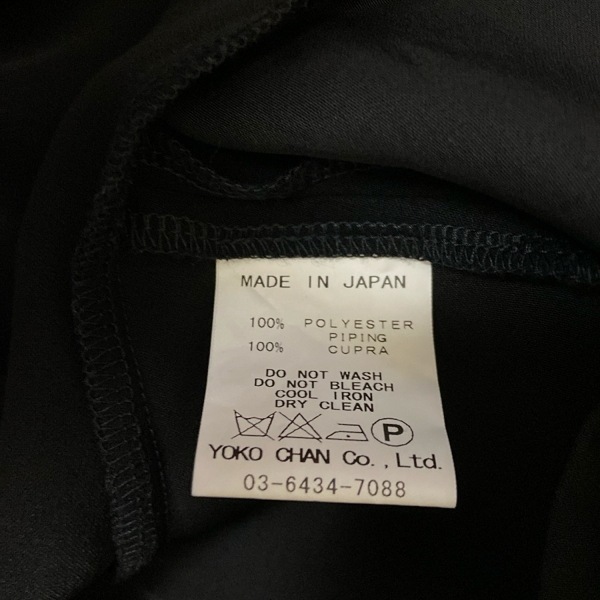 MADE IN JAPAN
100% POLYESTER
PIPING
100% CUPRA
DO NOT WASH
DO NOT BLEACH
COOL IRON
DRY CLEAN
P
YOKO CHAN Co., Ltd.
03-6434-7088